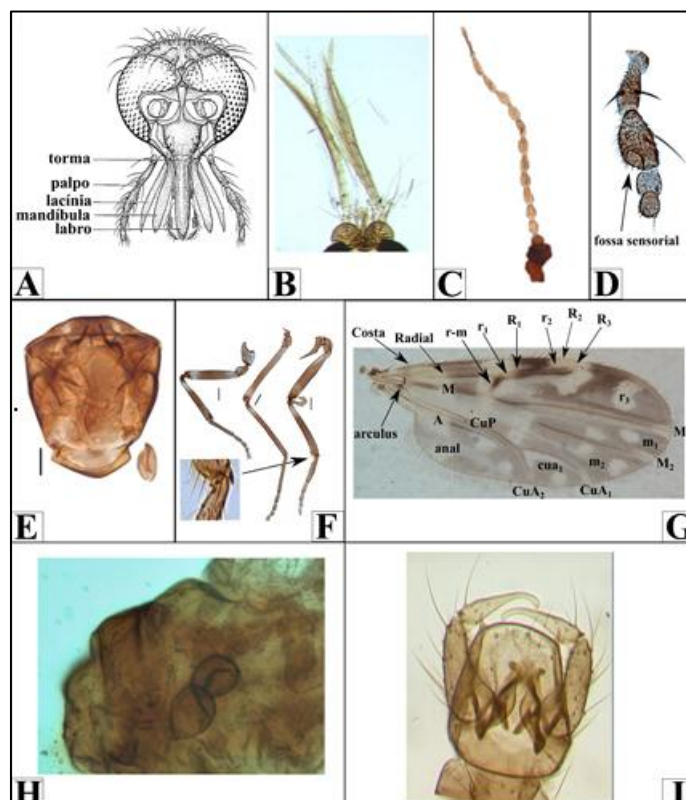 torma
palpo
lacínia
mandíbula
labro
A
B
C
fossa sensorial
D
E
F
Costa
Radial
r-m
r₁
R₁
r₂
R₂
R₃
M
r₃
arculus
A
CuP
anal
cua₁
m₂
m₁
M₂
CuA₂
CuA₁
G
H
I